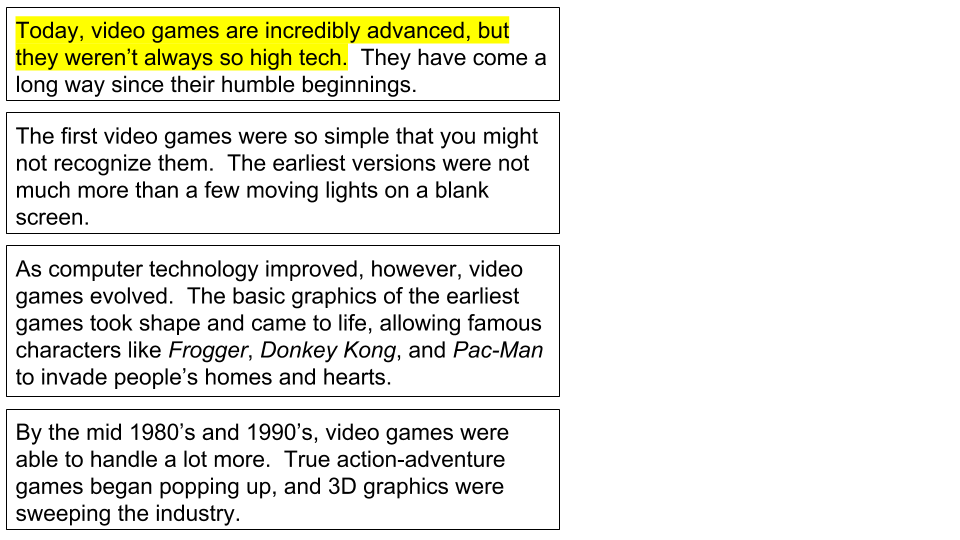 Today, video games are incredibly advanced, but
they weren’t always so high tech.  They have come a
long way since their humble beginnings.
The first video games were so simple that you might
not recognize them.  The earliest versions were not
much more than a few moving lights on a blank
screen.
As computer technology improved, however, video
games evolved.  The basic graphics of the earliest
games took shape and came to life, allowing famous
characters like Frogger, Donkey Kong, and Pac-Man
to invade people’s homes and hearts.
By the mid 1980’s and 1990’s, video games were
able to handle a lot more.  True action-adventure
games began popping up, and 3D graphics were
sweeping the industry.